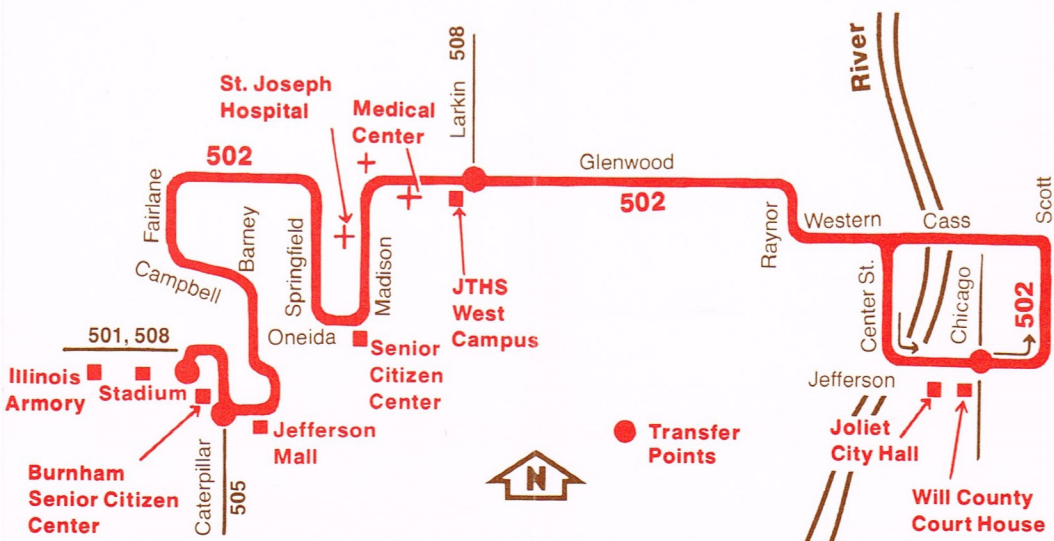 River
508
Larkin
St. Joseph
Hospital
Medical
Center
502
Glenwood
502
Scott
Fairlane
Barney
Springfield
Madison
Raynor
Western
Cass
Campbell
Center St.
Chicago
502
JTHS
West
Campus
Oneida
501, 508
Senior
Citizen
Center
Illinois
Armory
Stadium
Jefferson
Jefferson
Mall
Transfer
Points
Joliet
City Hall
N
Burnham
Senior Citizen
Center
Caterpillar
505
Will County
Court House